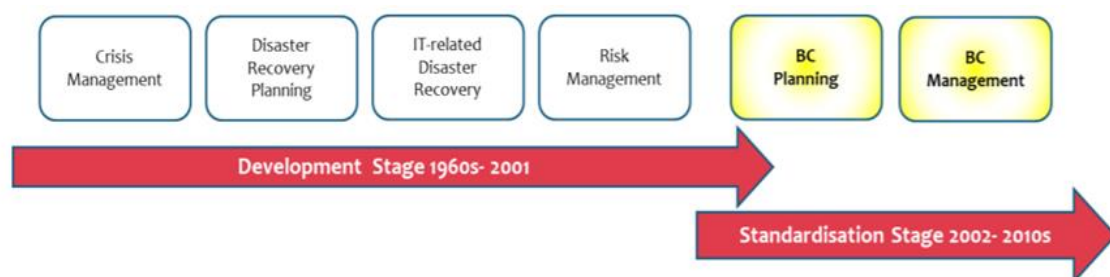 Crisis
Management
Disaster
Recovery
Planning
IT-related
Disaster
Recovery
Risk
Management
BC
Planning
BC
Management
Development Stage 1960s- 2001
Standardisation Stage 2002- 2010s